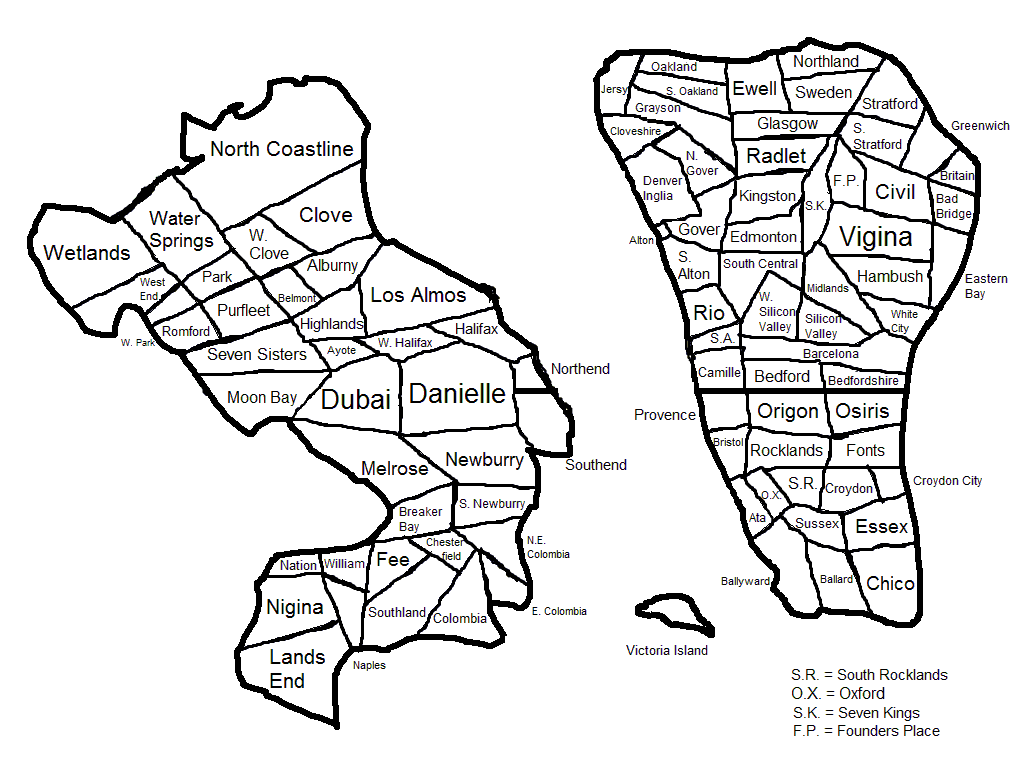 North Coastline
Wetlands
Water
Springs
Clove
W.
Clove
Alburny
West
End
Park
Belmont
Los Almos
Purfleet
Highlands
Romford
W. Park
Seven Sisters
Ayote
W. Halifax
Halifax
Northend
Moon Bay
Dubai
Danielle
Southend
Melrose
Newburry
Breaker
Bay
S. Newburry
N.E.
Colombia
Nation
William
Fee
Chester
field
Nigina
Southland
Colombia
E. Colombia
Lands
End
Naples
Jersy
Oakland
S. Oakland
Grayson
Ewell
Northland
Sweden
Stratford
Cloveshire
Glasgow
S.
Stratford
Greenwich
N.
Gover
Radlet
Denver
Inglia
Kingston
S.K.
F.P.
Civil
Britain
Bad
Bridge
Alton
Gover
Edmonton
Vigina
S.
Alton
South Central
Midlands
Hambush
Eastern
Bay
Rio
W.
Silicon
Valley
Silicon
Valley
White
City
S.A.
Barcelona
Camille
Bedford
Bedfordshire
Provence
Origon
Osiris
Bristol
Rocklands
Fonts
O.X.
S.R.
Croydon
Croydon City
Ata
Sussex
Essex
Ballyward
Ballard
Chico
Victoria Island
S.R. = South Rocklands
O.X. = Oxford
S.K. = Seven Kings
F.P. = Founders Place